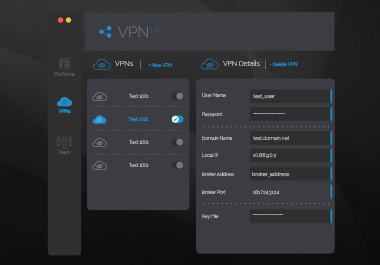 VPN
Platforms
VPNs
Peers
VPNs
+ New VPN
VPN Details
- Delete VPN
Test 1001
Test 1001
Test 1001
Test 1001
User Name
test_user
Password
Domain Name
test.domain.net
Local IF
10.88.90.2
Broker Address
broker_address
Broker Port
Key File